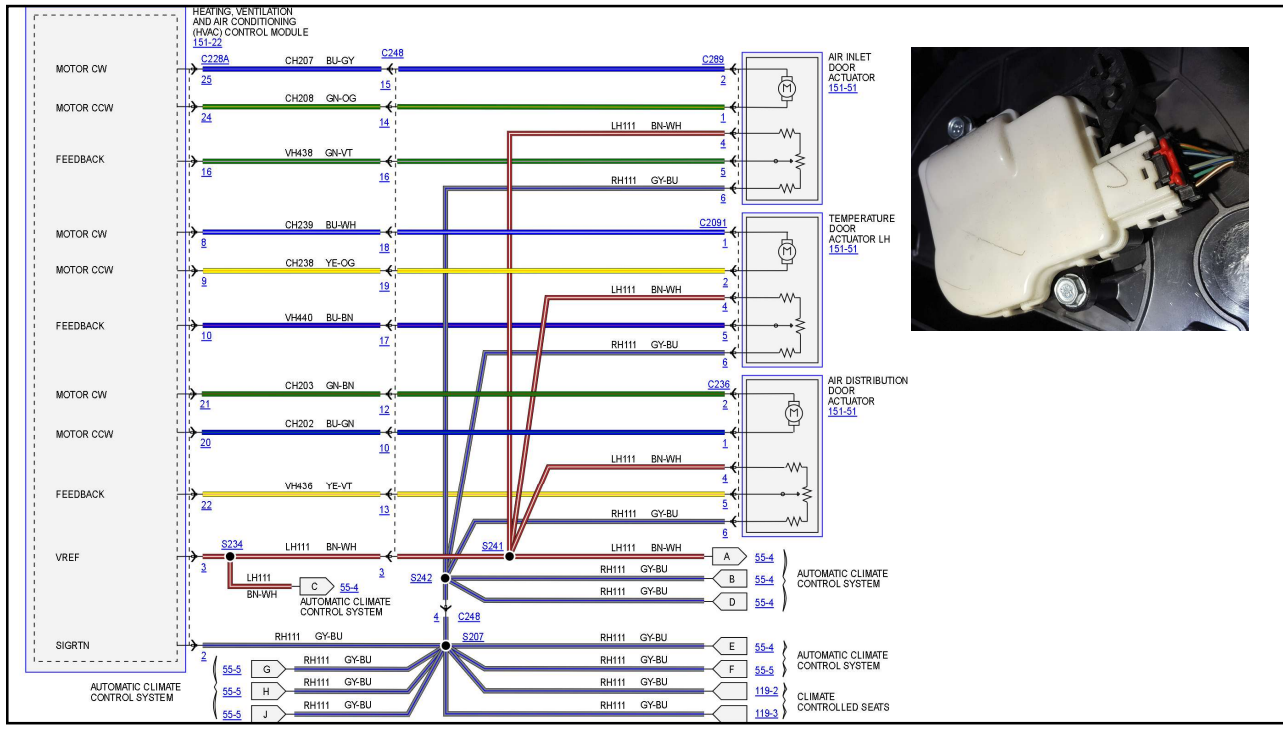 HEATING, VENTILATION
AND AIR CONDITIONING
(HVAC) CONTROL MODULE
151-22
C228A
C248
C289
AIR INLET
DOOR
ACTUATOR
151-51
MOTOR CW
25
CH207 BU-GY
15
2
M
MOTOR CCW
24
CH208 GN-OG
14
1
LH111 BN-WH
4
FEEDBACK
16
VH438 GN-VT
16
5
RH111 GY-BU
6
C2091
TEMPERATURE
DOOR
ACTUATOR LH
151-51
MOTOR CW
8
CH239 BU-WH
18
1
M
MOTOR CCW
9
CH238 YE-OG
19
2
LH111 BN-WH
4
FEEDBACK
10
VH440 BU-BN
17
5
RH111 GY-BU
6
C236
AIR DISTRIBUTION
DOOR
ACTUATOR
151-51
MOTOR CW
21
CH203 GN-BN
12
2
M
MOTOR CCW
20
CH202 BU-GN
10
1
LH111 BN-WH
4
FEEDBACK
22
VH436 YE-VT
13
5
RH111 GY-BU
6
VREF
3
S234
LH111 BN-WH
3
S241
LH111 BN-WH
A 55-4
LH111
BN-WH
C 55-4
AUTOMATIC CLIMATE
CONTROL SYSTEM
S242
RH111 GY-BU
B 55-4
RH111 GY-BU
D 55-4
AUTOMATIC CLIMATE
CONTROL SYSTEM
4 C248
SIGRTN
2
RH111 GY-BU
S207
RH111 GY-BU
E 55-4
55-5 G RH111 GY-BU
RH111 GY-BU
F 55-5
AUTOMATIC CLIMATE
CONTROL SYSTEM
55-5 H RH111 GY-BU
RH111 GY-BU
119-2
55-5 J RH111 GY-BU
RH111 GY-BU
119-3
CLIMATE
CONTROLLED SEATS
AUTOMATIC CLIMATE
CONTROL SYSTEM